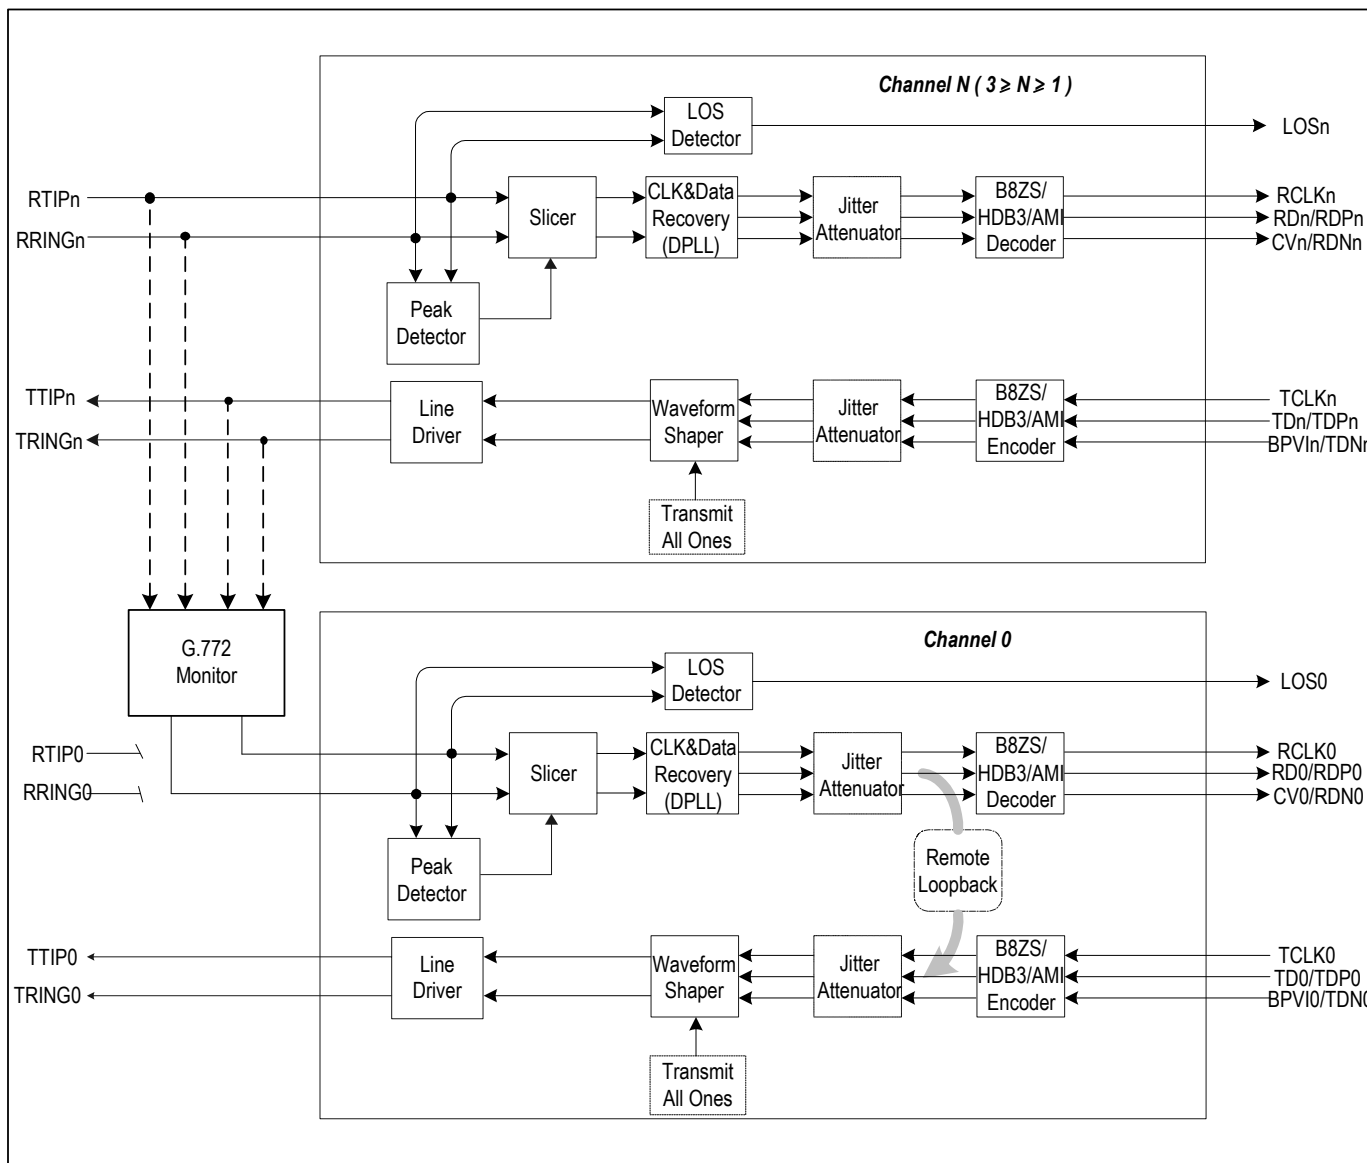 Channel N ( 3 ≥ N ≥ 1 )
LOS
Detector
LOSn
RTIPn
RRINGn
Slicer
CLK&Data
Recovery
(DPLL)
Jitter
Attenuator
B8ZS/
HDB3/AMI
Decoder
RCLKn
RDn/RDPn
CVn/RDNn
Peak
Detector
TTIPn
TRINGn
Line
Driver
Waveform
Shaper
Jitter
Attenuator
B8ZS/
HDB3/AMI
Encoder
TCLKn
TDn/TDPn
BPVIn/TDNn
Transmit
All Ones
G.772
Monitor
Channel 0
LOS
Detector
LOS0
RTIP0
RRING0
Slicer
CLK&Data
Recovery
(DPLL)
Jitter
Attenuator
B8ZS/
HDB3/AMI
Decoder
RCLK0
RD0/RDP0
CV0/RDN0
Peak
Detector
Remote
Loopback
TTIP0
TRING0
Line
Driver
Waveform
Shaper
Jitter
Attenuator
B8ZS/
HDB3/AMI
Encoder
TCLK0
TD0/TDP0
BPVI0/TDN0
Transmit
All Ones